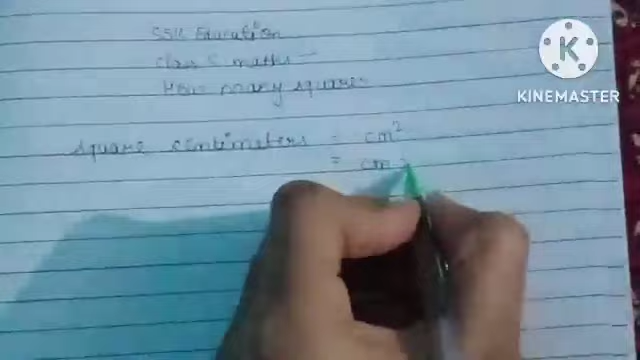 SSK Education
Class 5 maths
How many squares
square centimeters = cm²
= cm
K
KINEMASTER